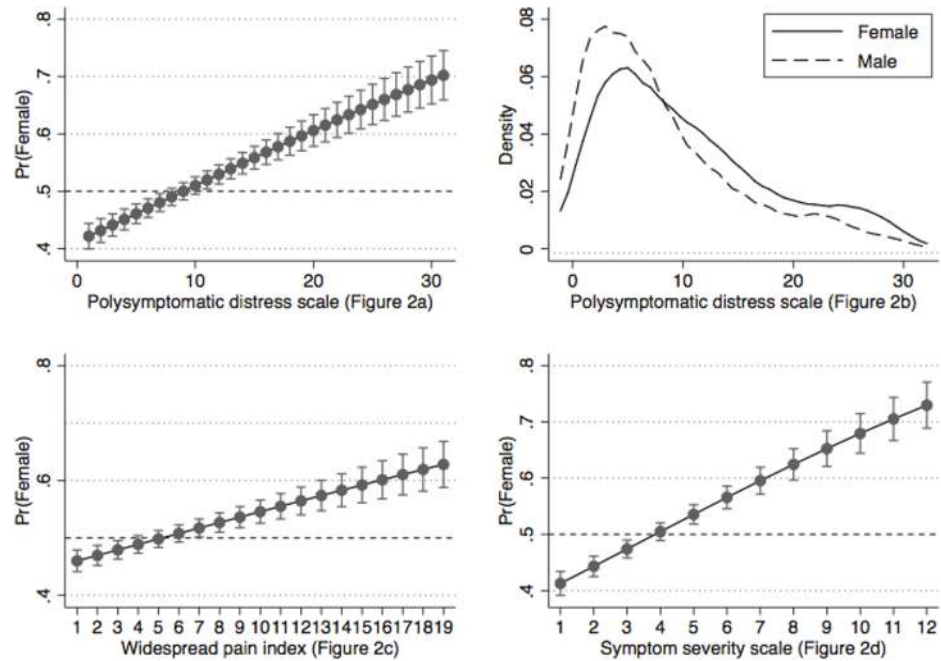 Pr(Female)
.8
.7
.6
.5
.4
0 10 20 30
Polysymptomatic distress scale (Figure 2a)
Density
.08
.06
.04
.02
0
Female
Male
0 10 20 30
Polysymptomatic distress scale (Figure 2b)
Pr(Female)
.8
.6
.5
.4
1 2 3 4 5 6 7 8 9 10 11 12 13 14 15 16 17 18 19
Widespread pain index (Figure 2c)
Pr(Female)
.8
.7
.6
.5
.4
1 2 3 4 5 6 7 8 9 10 11 12
Symptom severity scale (Figure 2d)